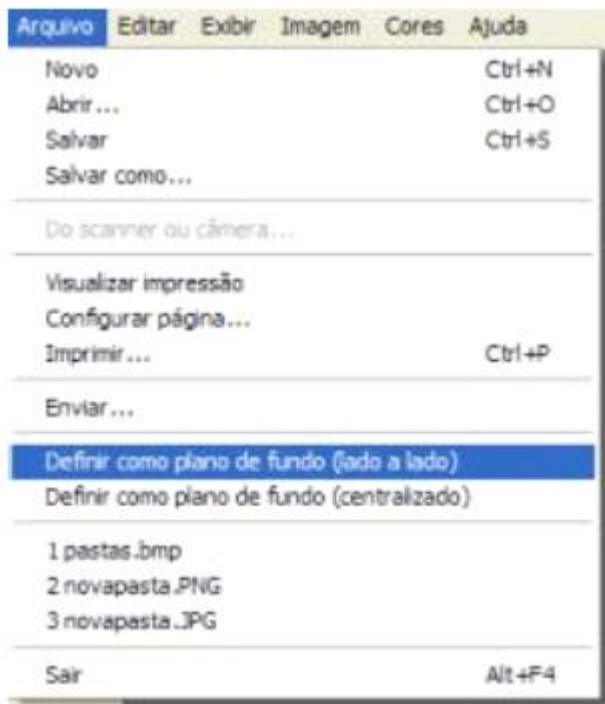 Arquivo Editar Exibir Imagem Cores Ajuda
Novo Ctrl+N
Abrir... Ctrl+O
Salvar Ctrl+S
Salvar como...
Do scanner ou câmera...
Visualizar impressão
Configurar página...
Imprimir... Ctrl+P
Enviar...
Definir como plano de fundo (lado a lado)
Definir como plano de fundo (centralizado)
1 pastas.bmp
2 novapasta.PNG
3 novapasta.JPG
Sair Alt+F4